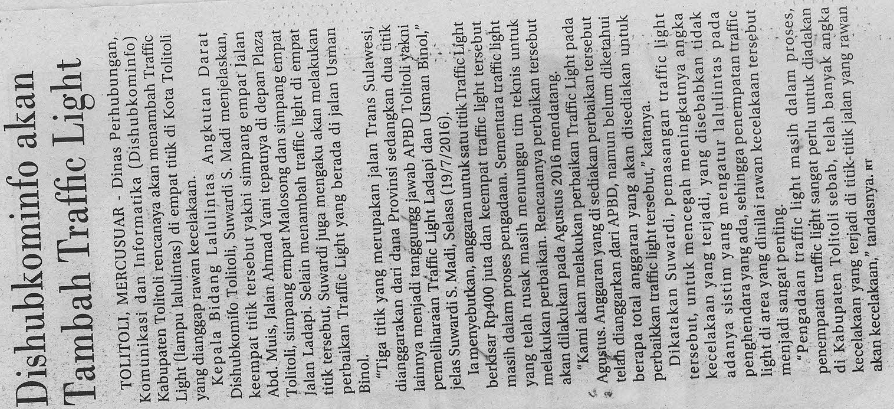 Dishubkominfo akan
Tambah Traffic Light
TOLITOLI, MERCUSUAR - Dinas Perhubungan,
Komunikasi dan Informatika (Dishubkominfo)
Kabupaten Tolitoli rencanaya akan menambah Traffic
Light (lampu lalulintas) di empat titik di Kota Tolitoli
yang dianggap rawan kecelakaan.
Kepala Bidang Lalulintas Angkutan Darat
Dishubkomifo Tolitoli, Suwardi S. Madi menjelaskan,
keempat titik tersebut yakni simpang empat Jalan
Abd. Muis, Jalan Ahmad Yani tepatnya di depan Plaza
Tolitoli, simpang empat Malosong dan simpang empat
Jalan Ladapi. Selain menambah traffic light di empat
titik tersebut, Suwardi juga mengaku akan melakukan
perbaikan Traffic Light yang berada di jalan Usman
Binol.
"Tiga titik yang merupakan jalan Trans Sulawesi,
dianggarakan dari dana Provinsi sedangkan dua titik
lainnya menjadi tanggungg jawab APBD Tolitoli yakni
pemeliharaan Traffic Light Ladapi dan Usman Binol,"
jelas Suwardi S. Madi, Selasa (19/7/2016).
Ia menyebutkan, anggaran untuk satu titik Traffic Light
berkisar Rp400 juta dan keempat traffic light tersebut
masih dalam proses pengadaan. Sementara traffic light
yang telah rusak masih menunggu tim teknis untuk
melakukan perbaikan. Rencananya perbaikan tersebut
akan dilakukan pada Agustus 2016 mendatang.
"Kami akan melakukan perbaikan Traffic Light pada
Agustus. Anggaran yang di sediakan perbaikan tersebut
telah dianggarkan dari APBD, namun belum diketahui
berapa total anggaran yang akan disediakan untuk
perbaikkan traffic light tersebut," katanya.
Dikatakan Suwardi, pemasangan traffic light
tersebut, untuk mencegah meningkatnya angka
kecelakaan yang terjadi, yang disebabkan tidak
adanya sistim yang mengatur lalulintas pada
penghendara yang ada, sehingga penempatan traffic
light di area yang dinilai rawan kecelakaan tersebut
menjadi sangat penting.
"Pengadaan traffic light masih dalam proses,
penempatan traffic light sangat perlu untuk diadakan
di Kabupaten Tolitoli sebab, telah banyak angka
kecelakaan yang terjadi di titik-titik jalan yang rawan
akan kecelakaan," tandasnya. RT